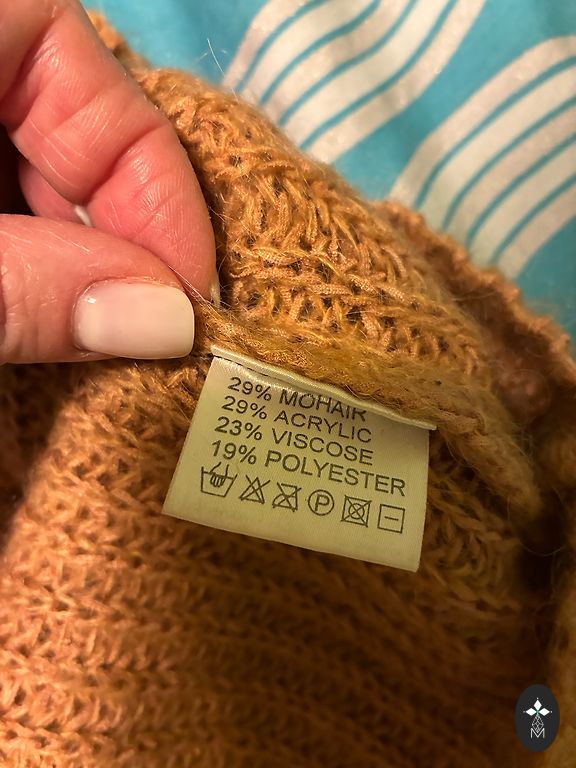 29% MOHAIR
29% ACRYLIC
23% VISCOSE
19% POLYESTER
P
M